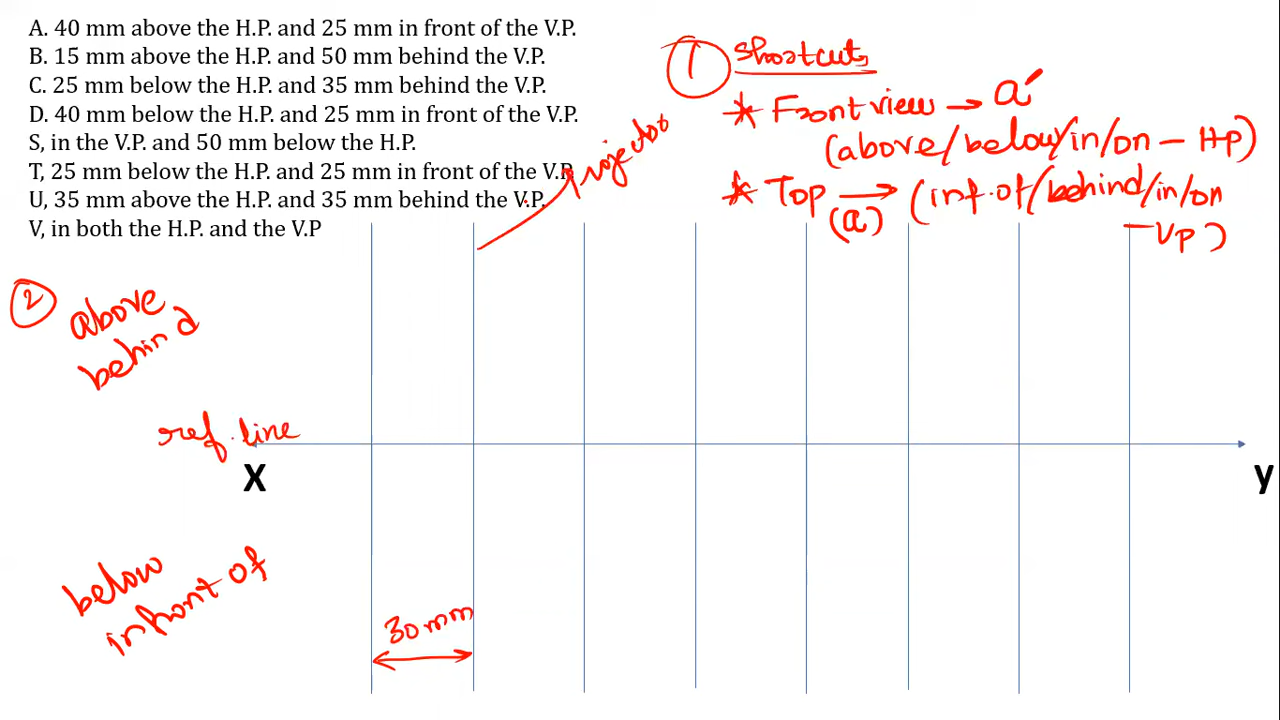 A. 40 mm above the H.P. and 25 mm in front of the V.P.
B. 15 mm above the H.P. and 50 mm behind the V.P.
C. 25 mm below the H.P. and 35 mm behind the V.P.
D. 40 mm below the H.P. and 25 mm in front of the V.P.
S, in the V.P. and 50 mm below the H.P.
T, 25 mm below the H.P. and 25 mm in front of the V.P.
U, 35 mm above the H.P. and 35 mm behind the V.P.
V, in both the H.P. and the V.P
Projector
① Shortcuts
* Front view → a'
(above/below/in/on - HP)
* Top → (inf.of/behind/in/on
(a)
- VP)
② above
behind
ref. line
X
y
below
infront of
30 mm